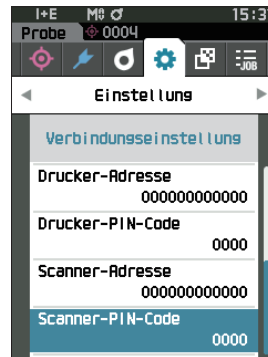 I+E M0 15:3
Probe 0004
JOB
Einstellung
Verbindungseinstellung
Drucker-Adresse
000000000000
Drucker-PIN-Code
0000
Scanner-Adresse
000000000000
Scanner-PIN-Code
0000